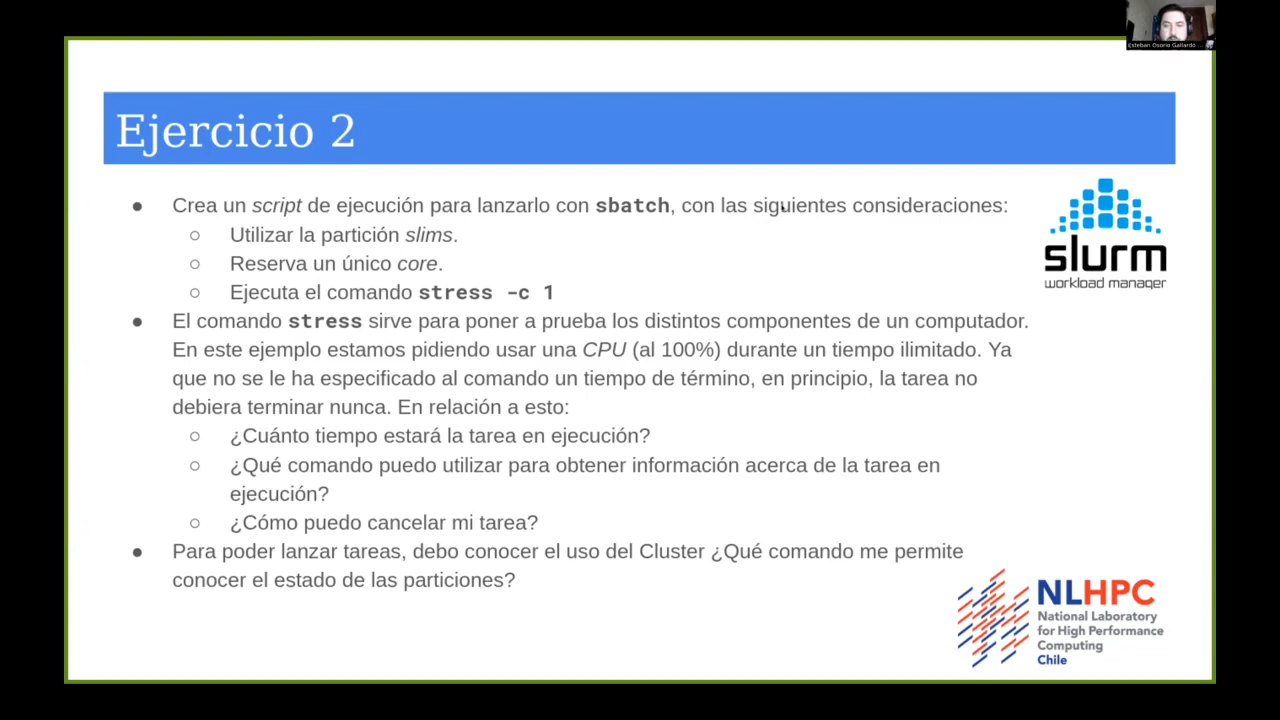 Esteban Osorio Gallardo ...
Ejercicio 2
● Crea un script de ejecución para lanzarlo con sbatch, con las siguientes consideraciones:
○ Utilizar la partición slims.
○ Reserva un único core.
○ Ejecuta el comando stress -c 1
● El comando stress sirve para poner a prueba los distintos componentes de un computador.
En este ejemplo estamos pidiendo usar una CPU (al 100%) durante un tiempo ilimitado. Ya
que no se le ha especificado al comando un tiempo de término, en principio, la tarea no
debiera terminar nunca. En relación a esto:
○ ¿Cuánto tiempo estará la tarea en ejecución?
○ ¿Qué comando puedo utilizar para obtener información acerca de la tarea en
ejecución?
○ ¿Cómo puedo cancelar mi tarea?
● Para poder lanzar tareas, debo conocer el uso del Cluster ¿Qué comando me permite
conocer el estado de las particiones?
slurm
workload manager
NLHPC
National Laboratory
for High Performance
Computing
Chile